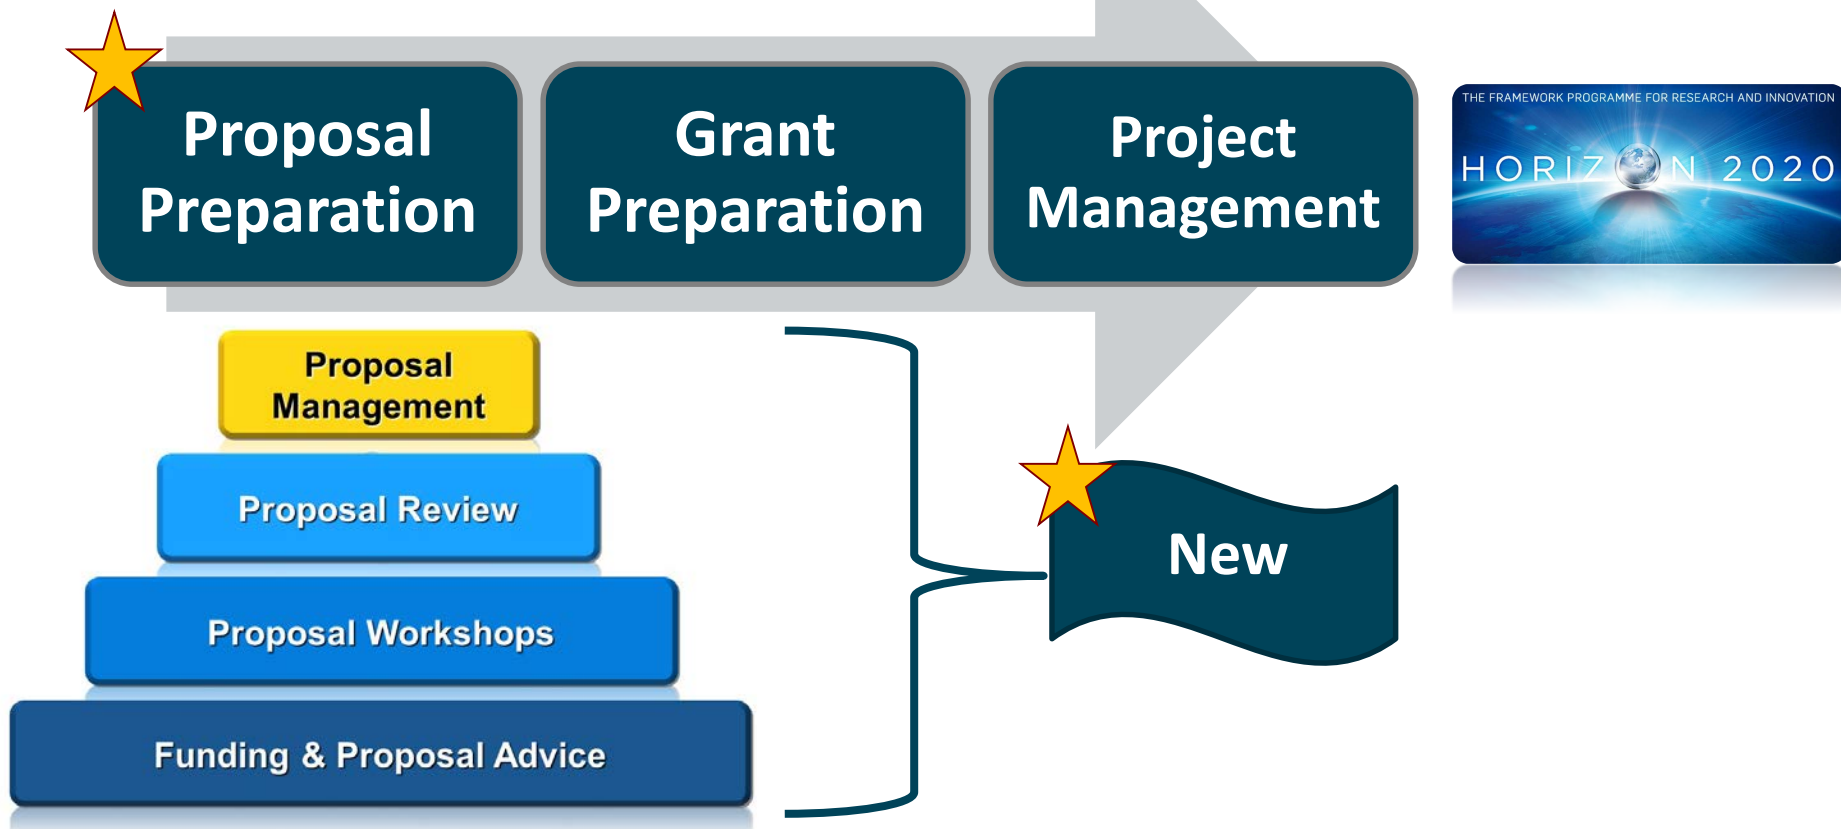 Proposal
Preparation
Grant
Preparation
Project
Management
THE FRAMEWORK PROGRAMME FOR RESEARCH AND INNOVATION
HORIZON 2020
Proposal
Management
Proposal Review
Proposal Workshops
Funding & Proposal Advice
New